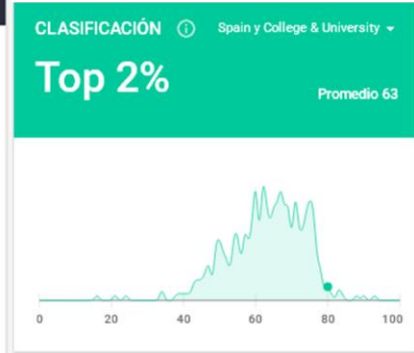 CLASIFICACIÓN Spain y College & University
Top 2%
Promedio 63
0 20 40 60 80 100